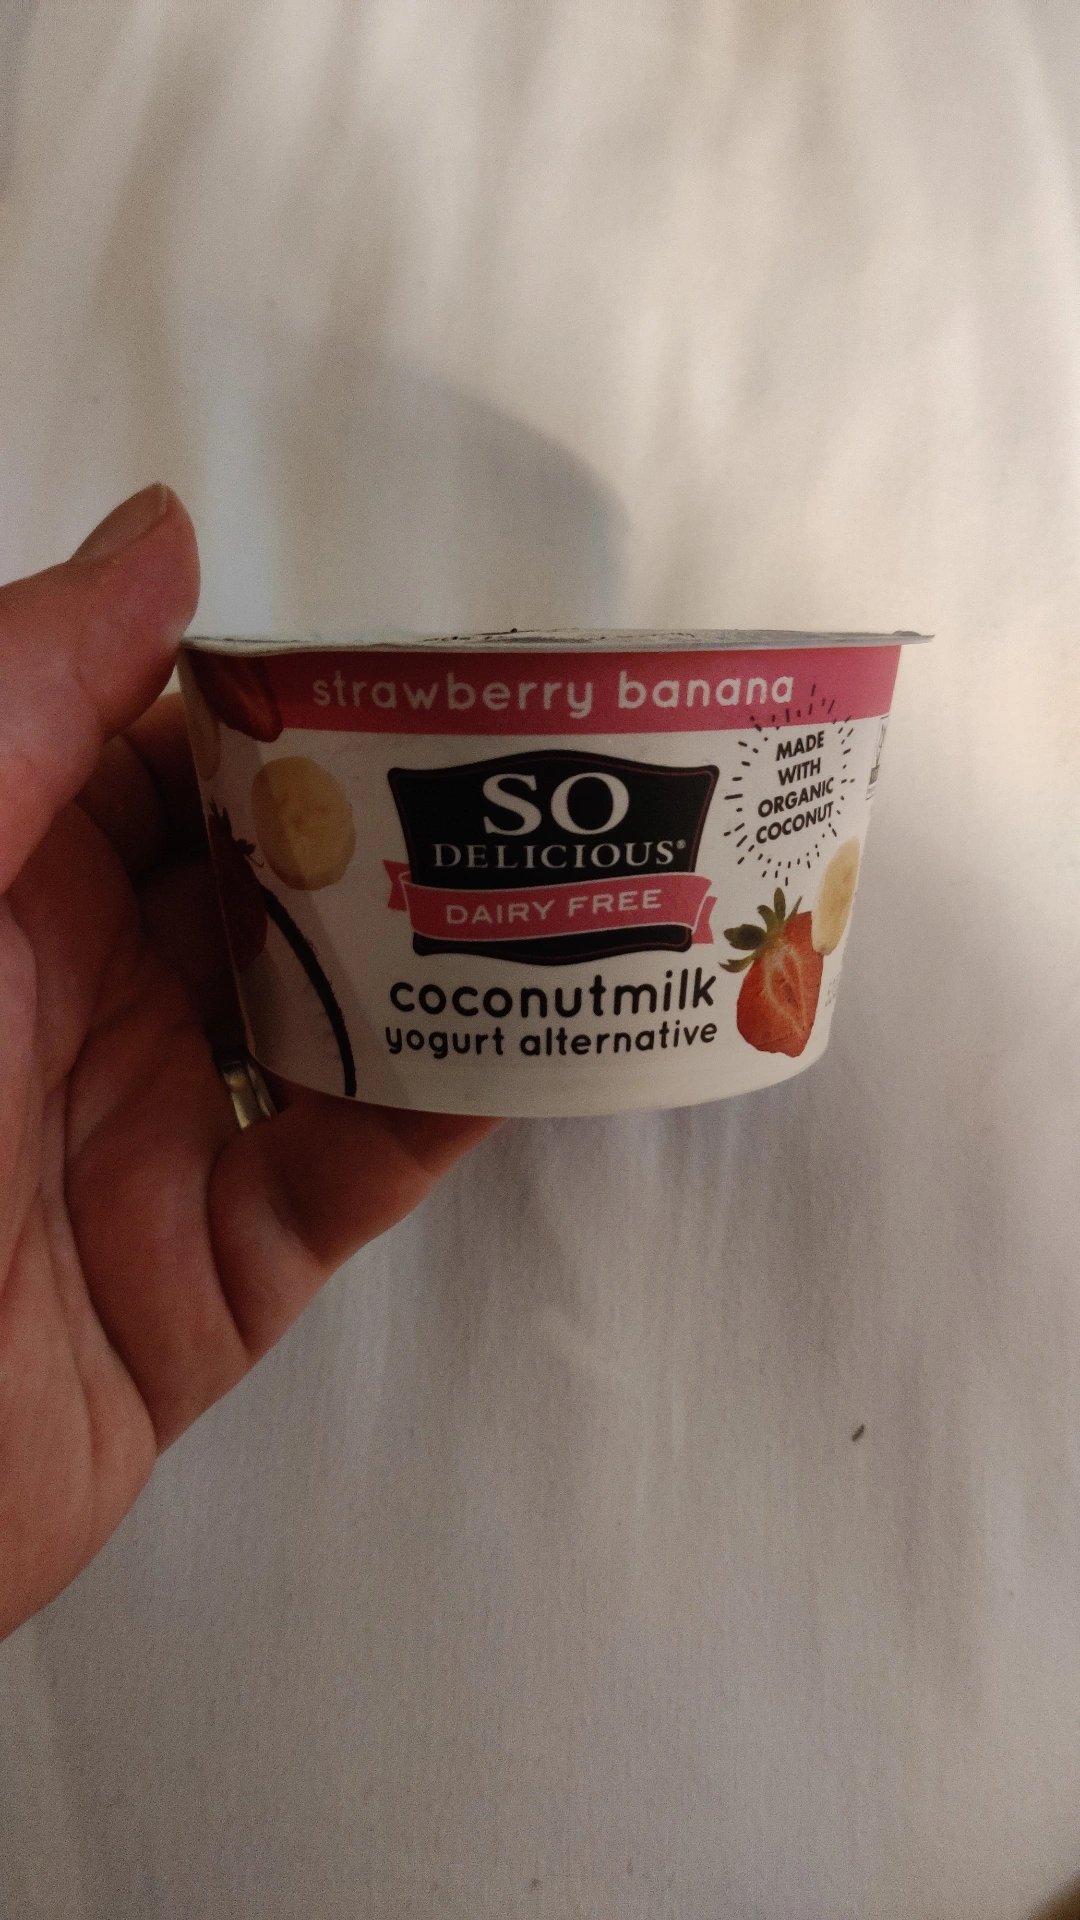 strawberry banana
MADE
WITH
ORGANIC
COCONUT
SO
DELICIOUS®
DAIRY FREE
coconutmilk
yogurt alternative